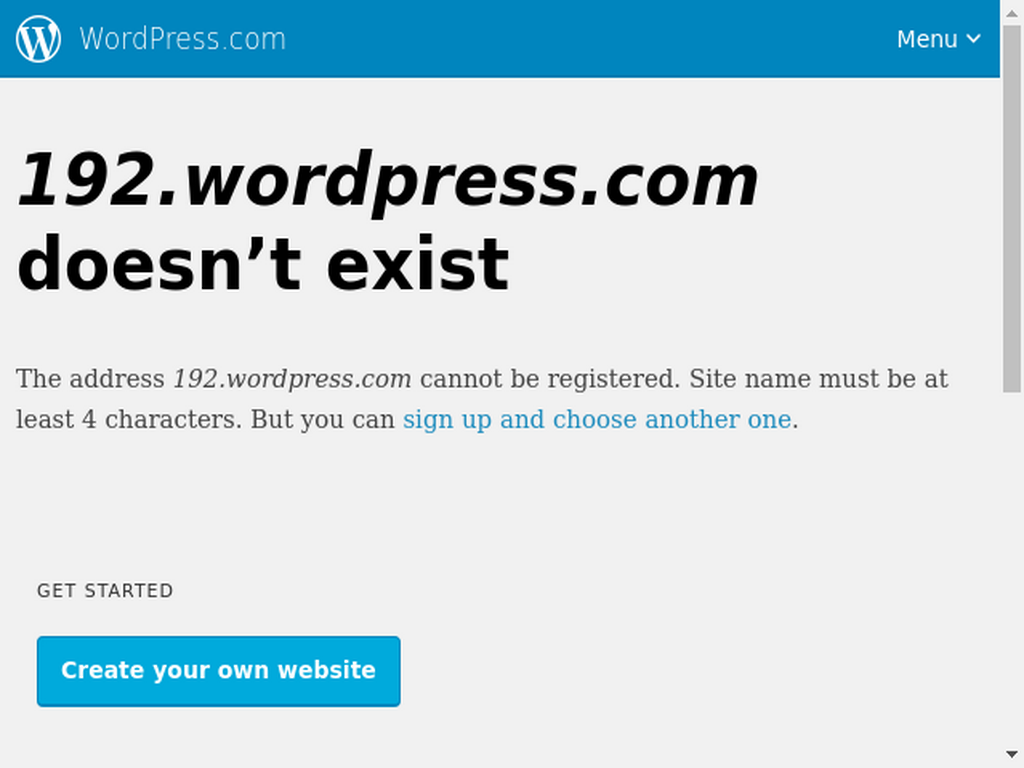 WordPress.com
Menu
192.wordpress.com
doesn’t exist
The address 192.wordpress.com cannot be registered. Site name must be at
least 4 characters. But you can sign up and choose another one.
GET STARTED
Create your own website